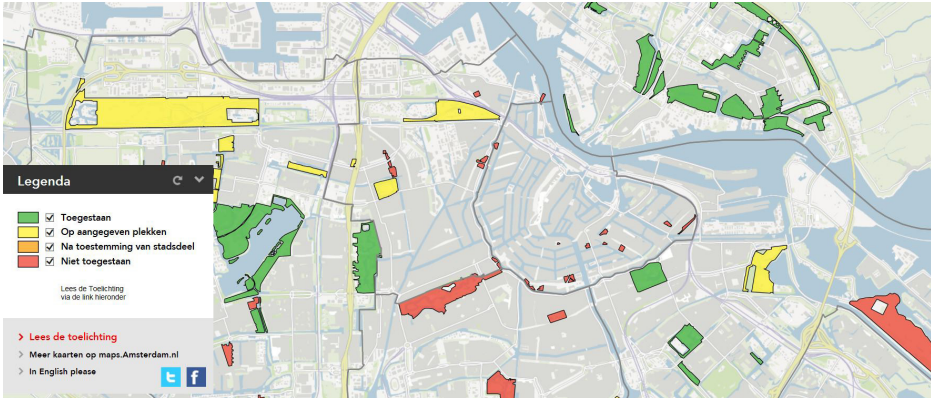 Legenda
Toegestaan
Op aangegeven plekken
Na toestemming van stadsdeel
Niet toegestaan
Lees de Toelichting
via de link hieronder
Lees de toelichting
Meer kaarten op maps.Amsterdam.nl
In English please